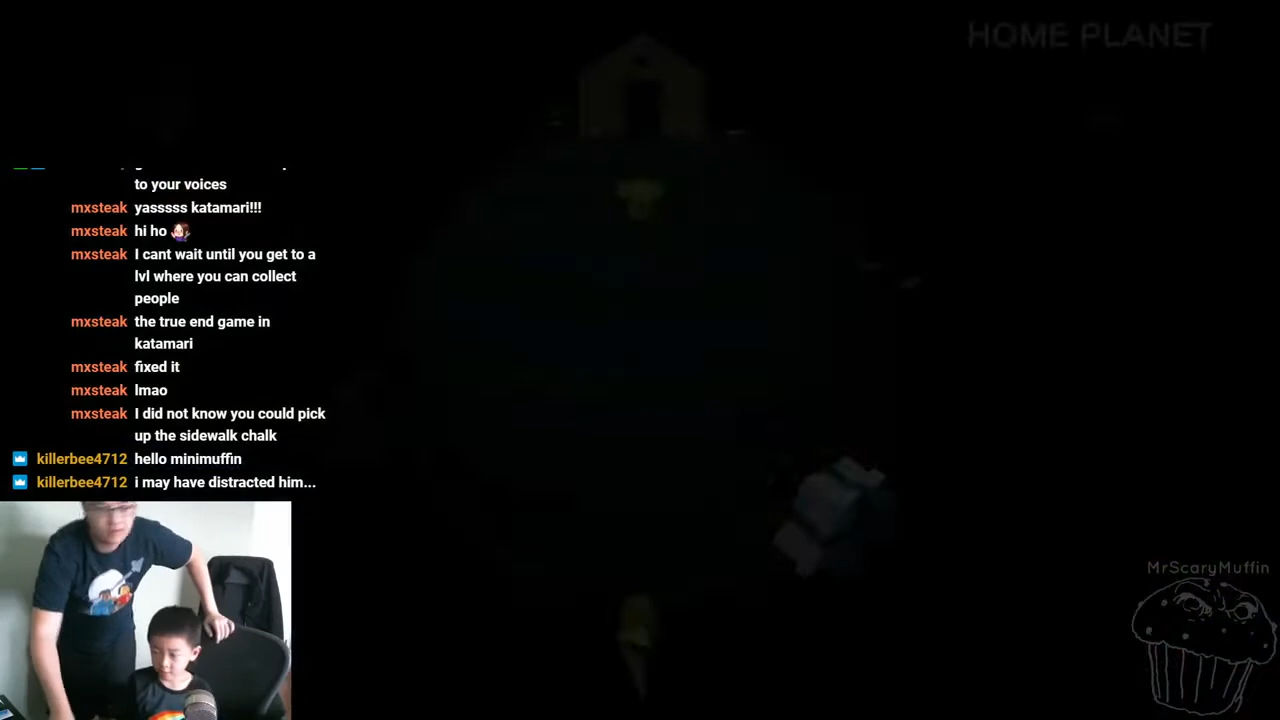 HOME PLANET
to your voices
mxsteak yasssss katamari!!!
mxsteak hi ho
mxsteak I cant wait until you get to a
lvl where you can collect
people
mxsteak the true end game in
katamari
mxsteak fixed it
mxsteak lmao
mxsteak I did not know you could pick
up the sidewalk chalk
killerbee4712 hello minimuffin
killerbee4712 i may have distracted him...
MrScaryMuffin